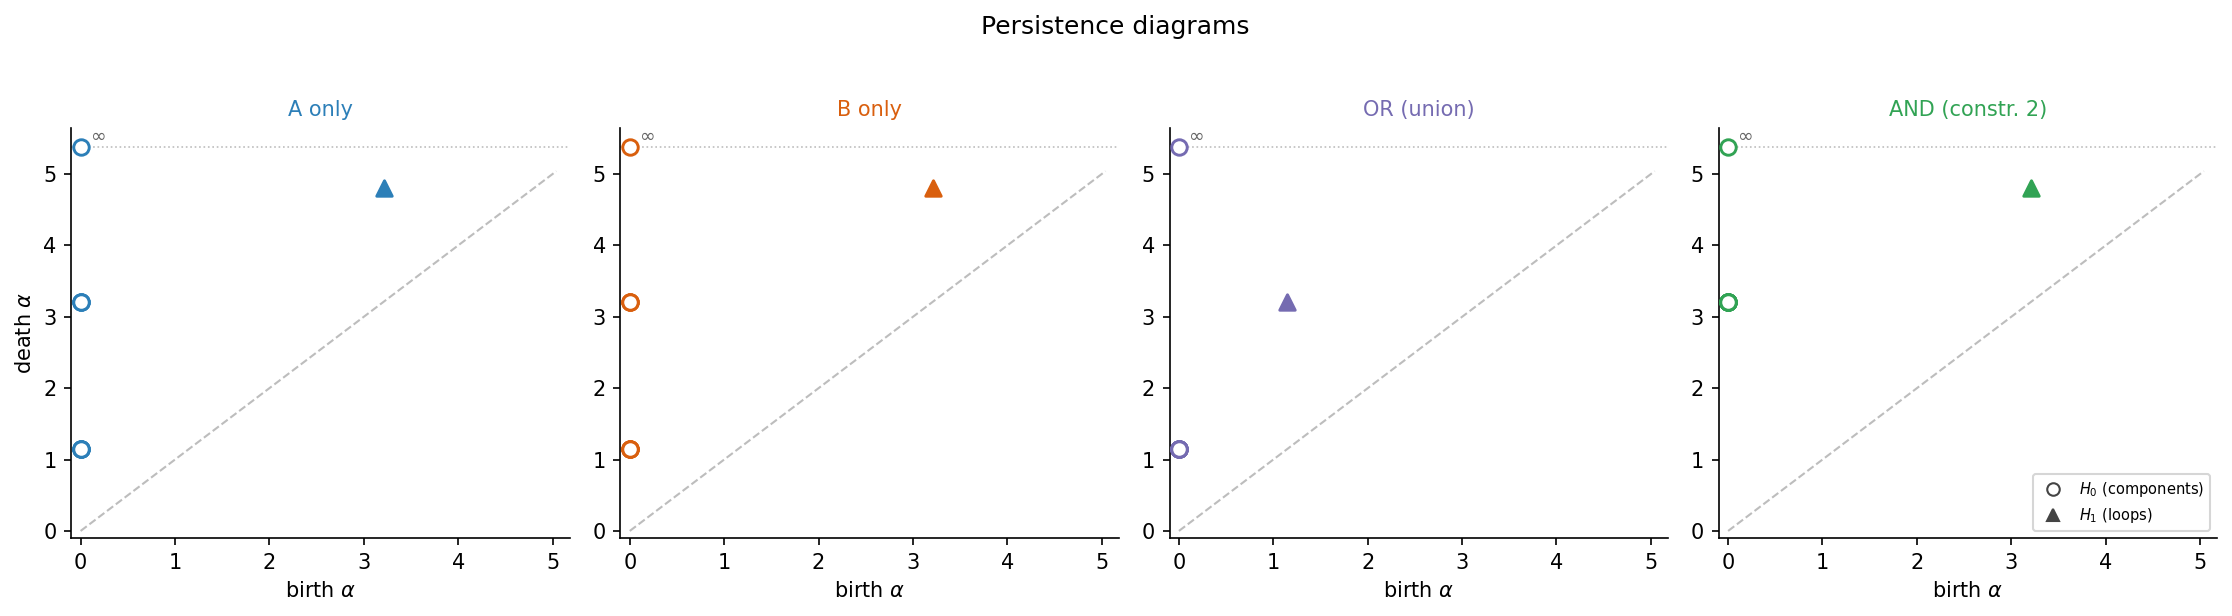 Persistence diagrams
A only
B only
OR (union)
AND (constr. 2)
∞
∞
∞
∞
death α
5
4
3
2
1
0
5
4
3
2
1
0
5
4
3
2
1
0
5
4
3
2
1
0
H0 (components)
H1 (loops)
0 1 2 3 4 5
0 1 2 3 4 5
0 1 2 3 4 5
0 1 2 3 4 5
birth α
birth α
birth α
birth α